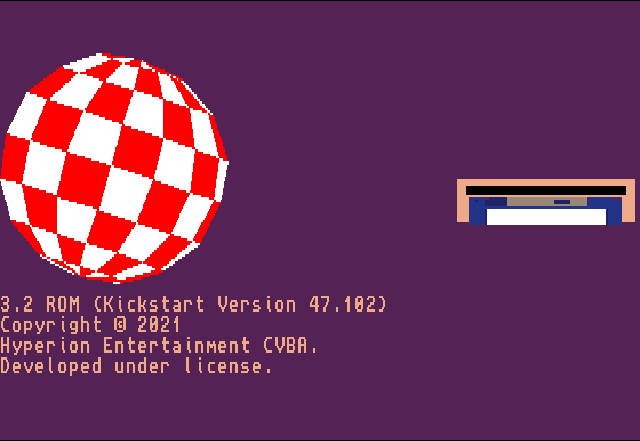 3.2 ROM (Kickstart Version 47.102)
Copyright © 2021
Hyperion Entertainment CVBA.
Developed under license.